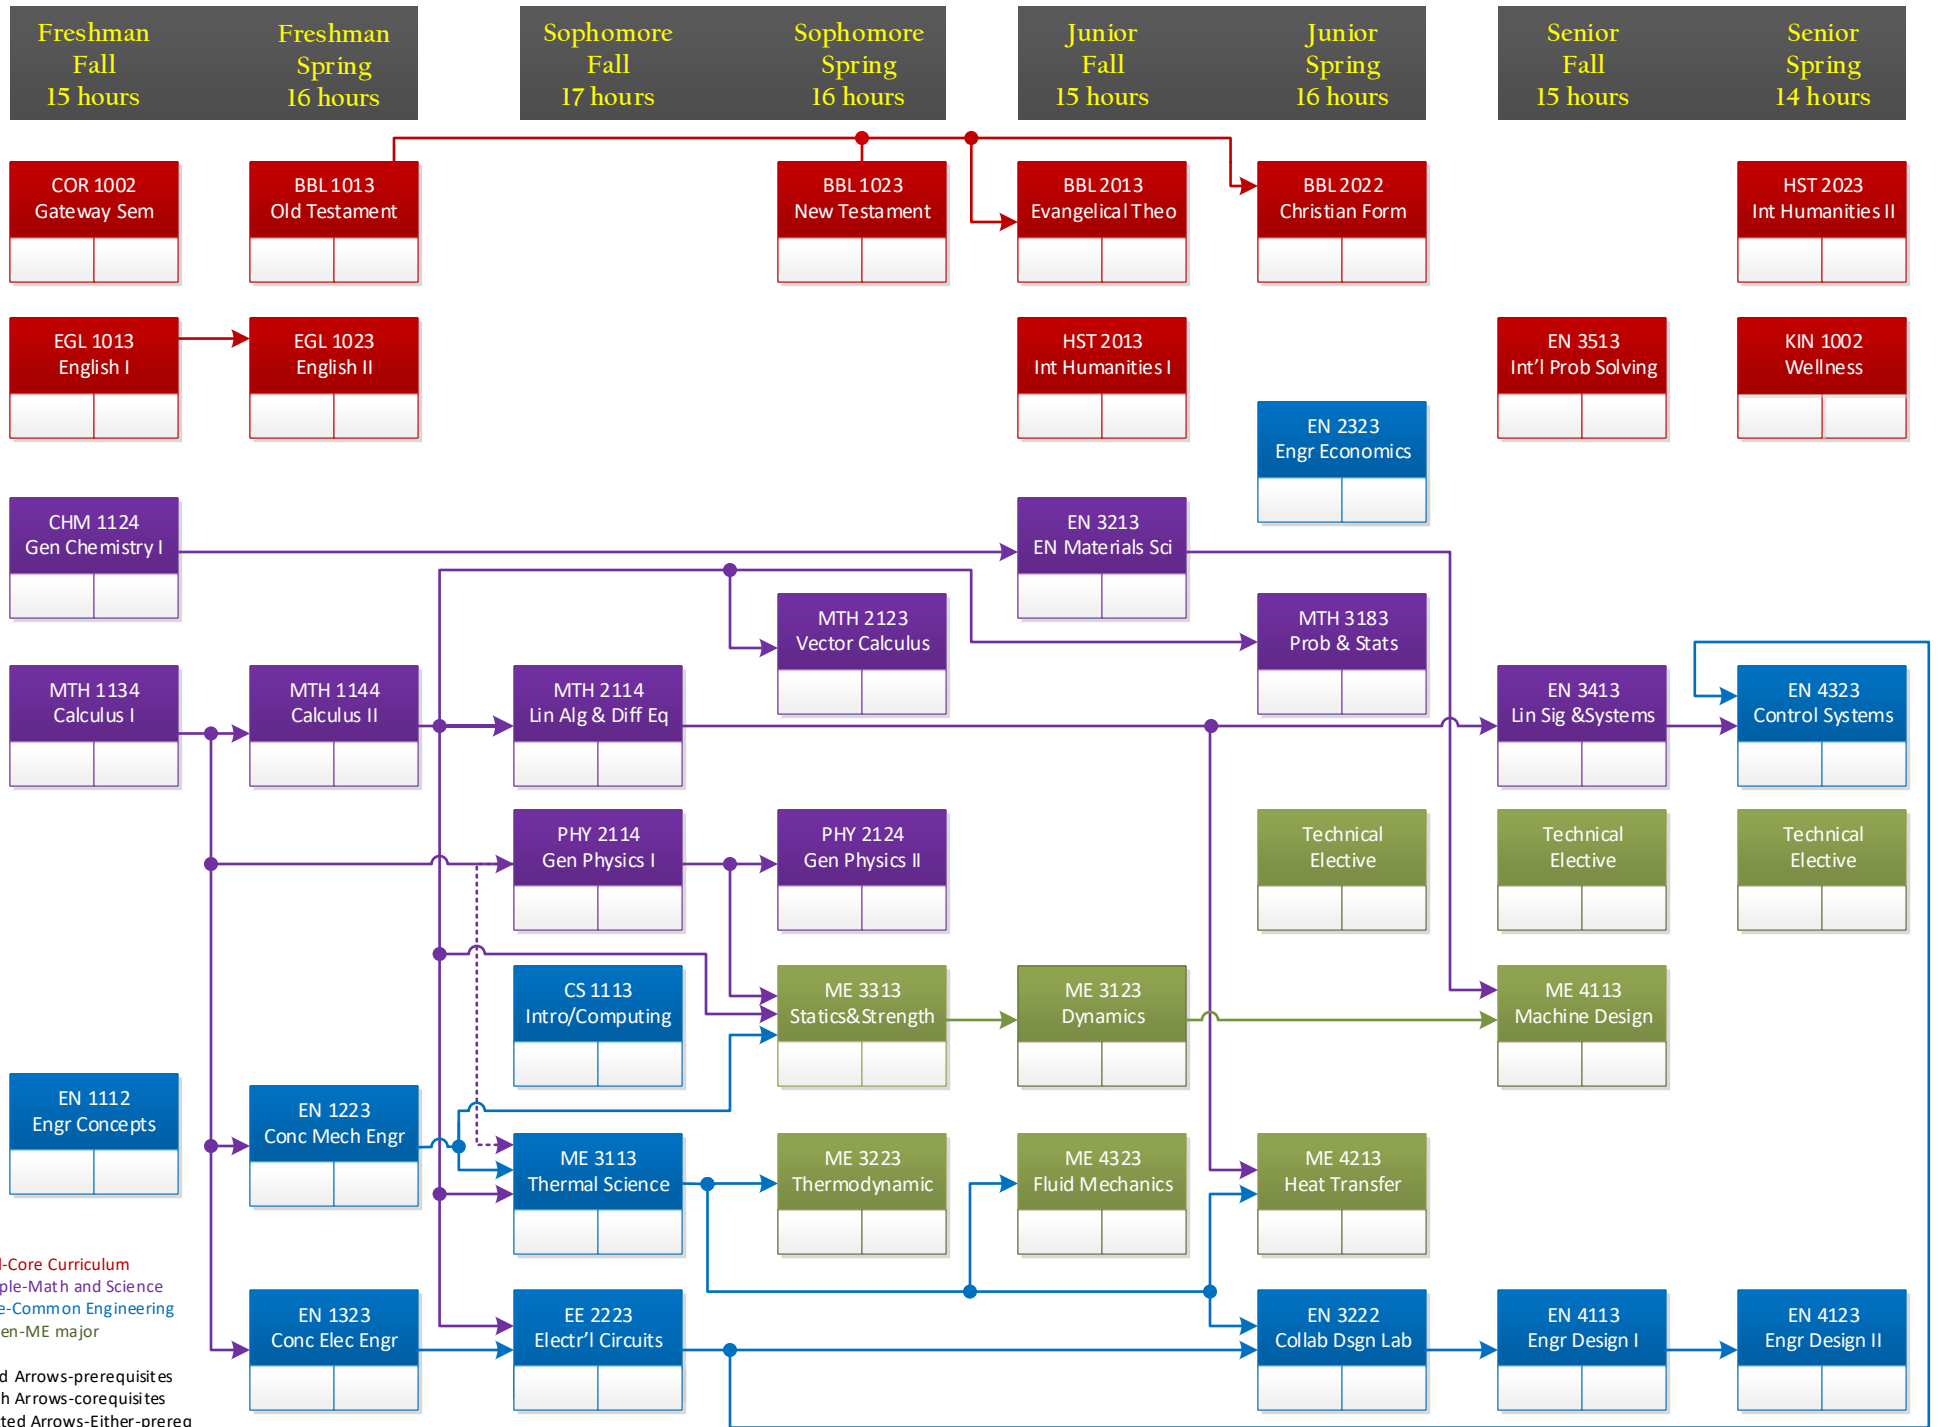 Freshman
Fall
15 hours
Freshman
Spring
16 hours
Sophomore
Fall
17 hours
Sophomore
Spring
16 hours
Junior
Fall
15 hours
Junior
Spring
16 hours
Senior
Fall
15 hours
Senior
Spring
14 hours
COR 1002
Gateway Sem
BBL 1013
Old Testament
BBL 1023
New Testament
BBL 2013
Evangelical Theo
BBL 2022
Christian Form
HST 2023
Int Humanities II
EGL 1013
English I
EGL 1023
English II
HST 2013
Int Humanities I
EN 3513
Int'l Prob Solving
KIN 1002
Wellness
EN 2323
Engr Economics
CHM 1124
Gen Chemistry I
EN 3213
EN Materials Sci
MTH 2123
Vector Calculus
MTH 3183
Prob & Stats
MTH 1134
Calculus I
MTH 1144
Calculus II
MTH 2114
Lin Alg & Diff Eq
EN 3413
Lin Sig &Systems
EN 4323
Control Systems
PHY 2114
Gen Physics I
PHY 2124
Gen Physics II
Technical
Elective
Technical
Elective
Technical
Elective
CS 1113
Intro/Computing
ME 3313
Statics&Strength
ME 3123
Dynamics
ME 4113
Machine Design
EN 1112
Engr Concepts
EN 1223
Conc Mech Engr
ME 3113
Thermal Science
ME 3223
Thermodynamic
ME 4323
Fluid Mechanics
ME 4213
Heat Transfer
EN 1323
Conc Elec Engr
EE 2223
Electr'l Circuits
EN 3222
Collab Dsgn Lab
EN 4113
Engr Design I
EN 4123
Engr Design II
l-Core Curriculum
ple-Math and Science
e-Common Engineering
en-ME major
d Arrows-prerequisites
h Arrows-corequisites
ted Arrows-Either-prereq